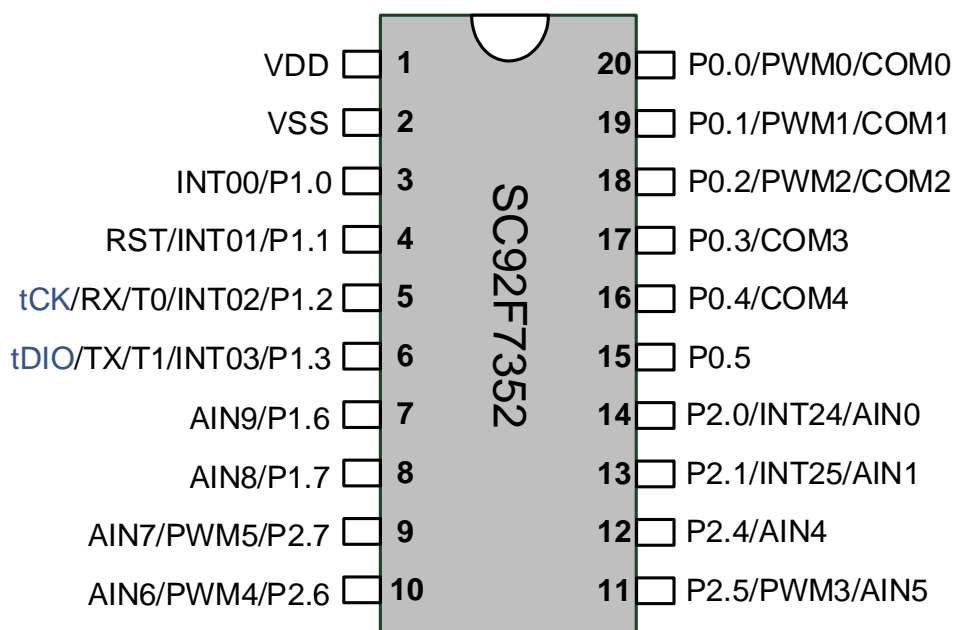 VDD 1 20 P0.0/PWM0/COM0
VSS 2 19 P0.1/PWM1/COM1
INT00/P1.0 3 18 P0.2/PWM2/COM2
RST/INT01/P1.1 4 17 P0.3/COM3
tCK/RX/T0/INT02/P1.2 5 16 P0.4/COM4
tDIO/TX/T1/INT03/P1.3 6 15 P0.5
AIN9/P1.6 7 14 P2.0/INT24/AIN0
AIN8/P1.7 8 13 P2.1/INT25/AIN1
AIN7/PWM5/P2.7 9 12 P2.4/AIN4
AIN6/PWM4/P2.6 10 11 P2.5/PWM3/AIN5
SC92F7352